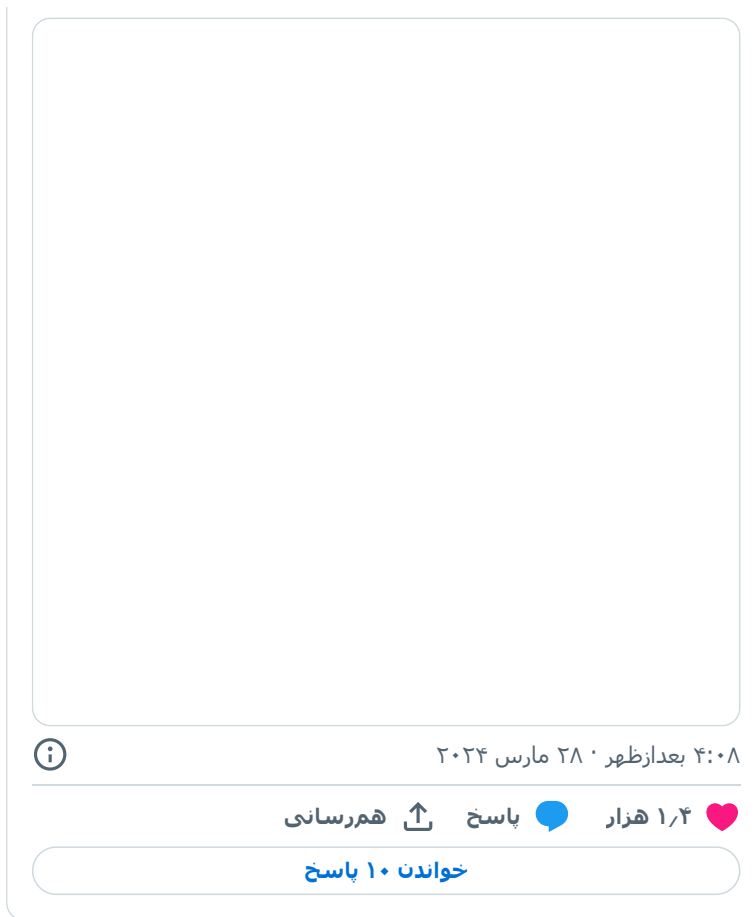 ۴:۰۸ بعدازظهر · ۲۸ مارس ۲۰۲۴
۱٫۴ هزار پاسخ هم‌رسانی
خواندن ۱۰ پاسخ